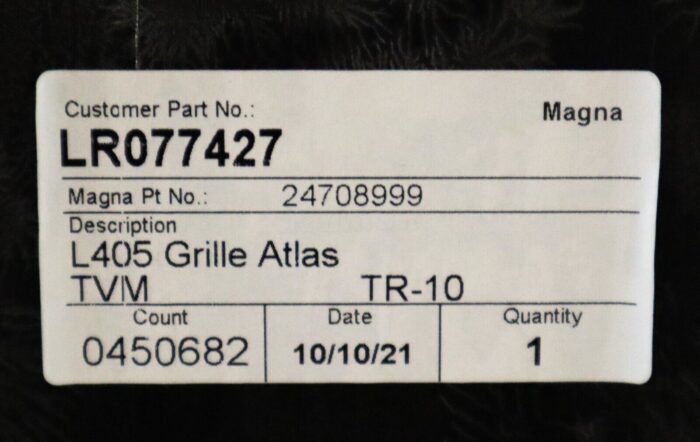 Customer Part No.: Magna
LR077427
Magna Pt No.: 24708999
Description
L405 Grille Atlas
TVM TR-10
Count Date Quantity
0450682 10/10/21 1